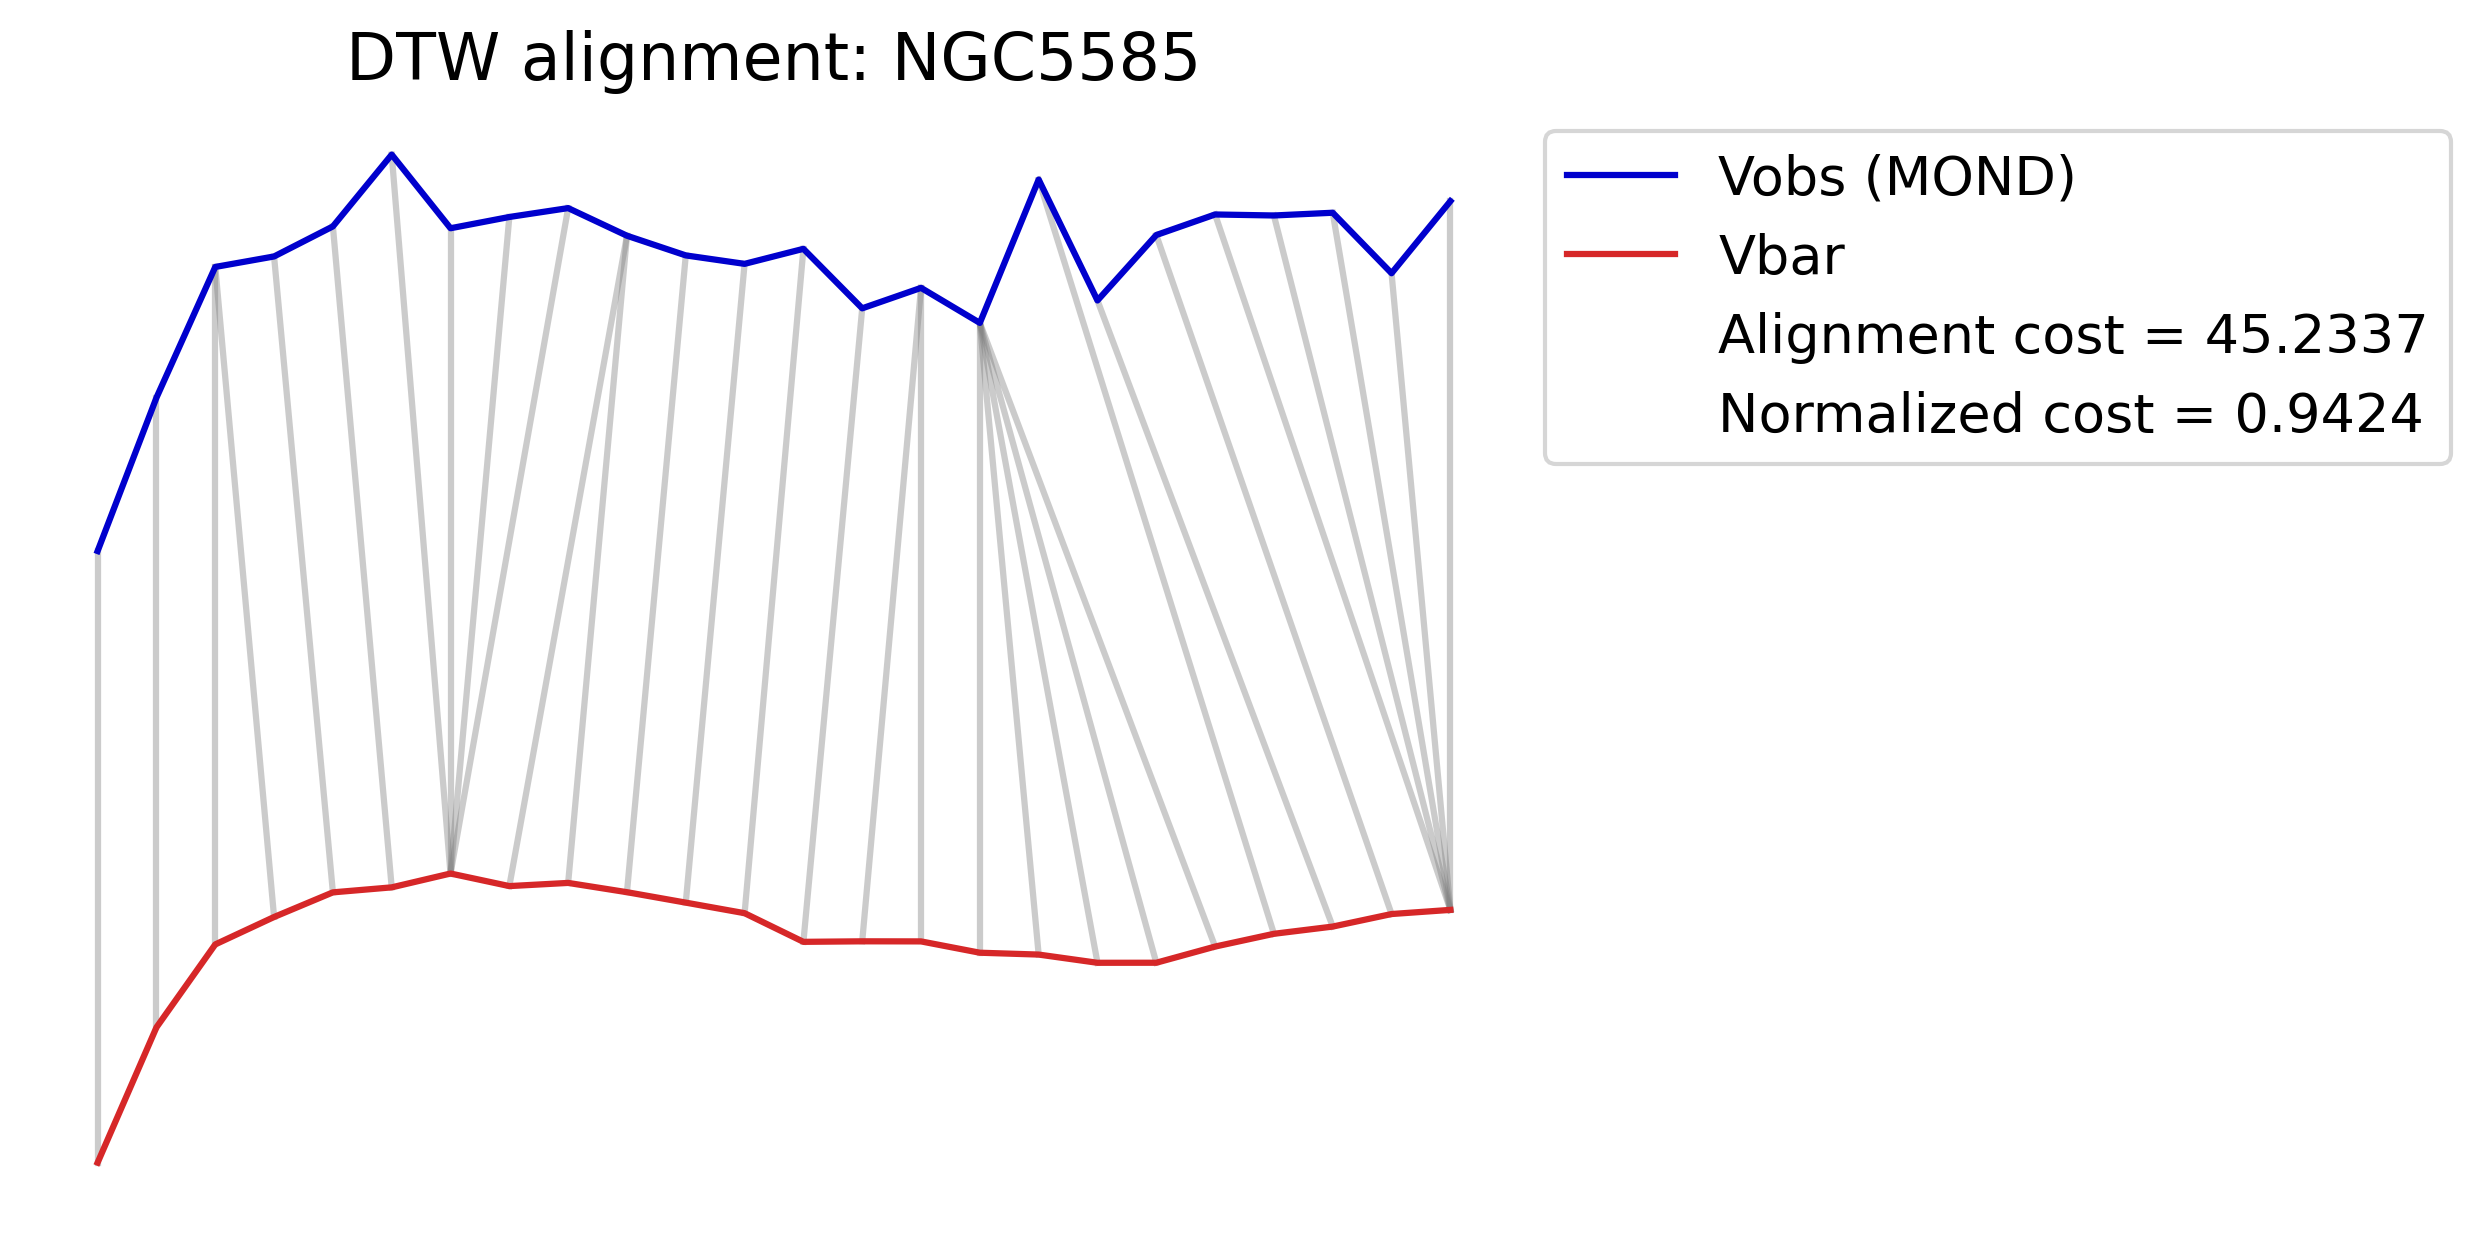 DTW alignment: NGC5585
Vobs (MOND)
Vbar
Alignment cost = 45.2337
Normalized cost = 0.9424